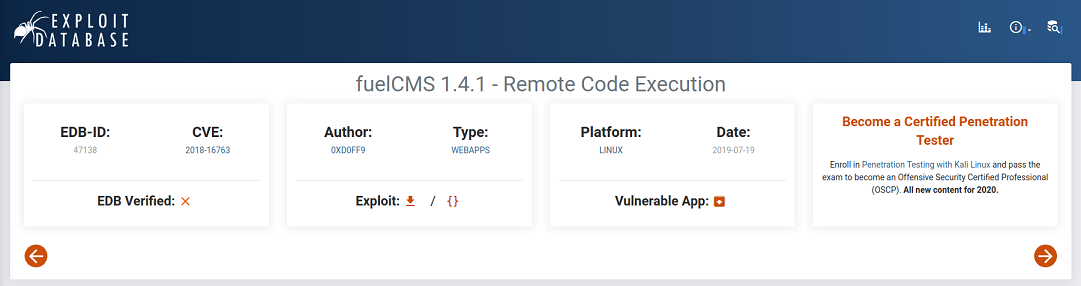 EXPLOIT
DATABASE
fuelCMS 1.4.1 - Remote Code Execution
EDB-ID:
47138
CVE:
2018-16763
EDB Verified:
Author:
0XD0FF9
Type:
WEBAPPS
Exploit: / {}
Platform:
LINUX
Date:
2019-07-19
Vulnerable App:
Become a Certified Penetration
Tester
Enroll in Penetration Testing with Kali Linux and pass the
exam to become an Offensive Security Certified Professional
(OSCP). All new content for 2020.